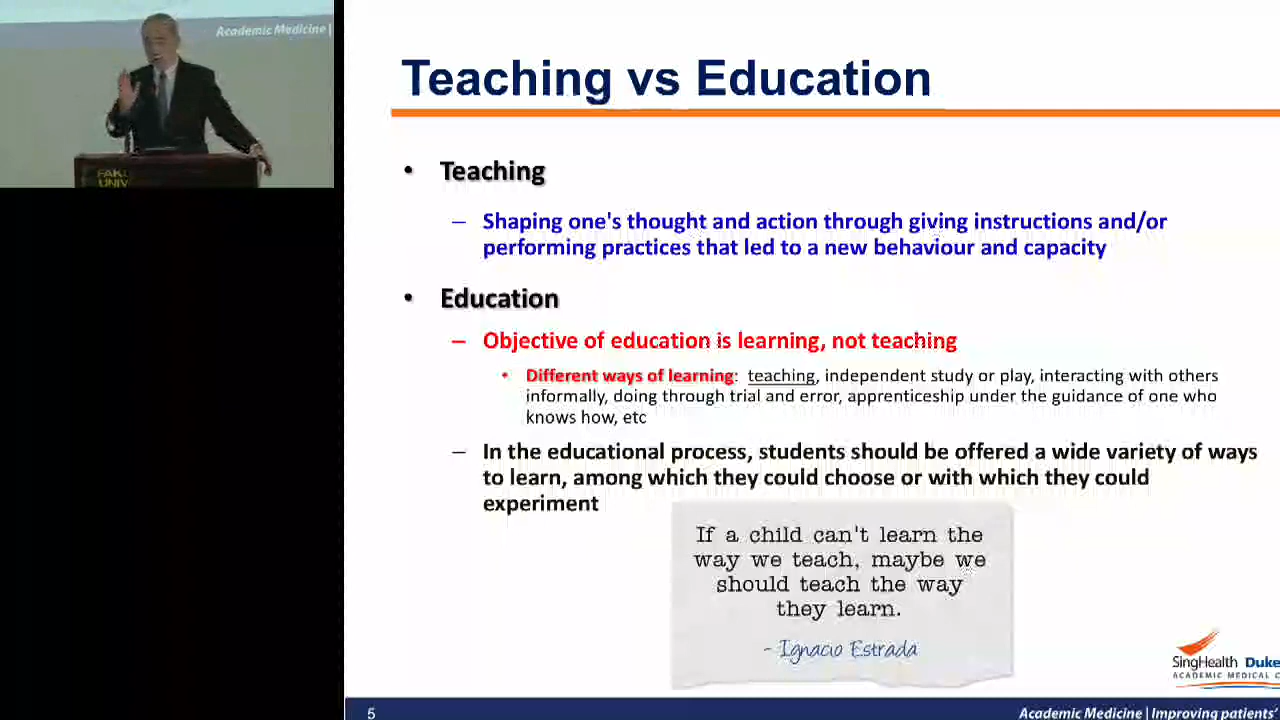 Academic Medicine |
FAKU
UNIV
Teaching vs Education
• Teaching
– Shaping one's thought and action through giving instructions and/or
performing practices that led to a new behaviour and capacity
• Education
– Objective of education is learning, not teaching
• Different ways of learning: teaching, independent study or play, interacting with others
informally, doing through trial and error, apprenticeship under the guidance of one who
knows how, etc
– In the educational process, students should be offered a wide variety of ways
to learn, among which they could choose or with which they could
experiment
If a child can't learn the
way we teach, maybe we
should teach the way
they learn.
- Ignacio Estrada
SingHealth Duke
ACADEMIC MEDICAL C
5
Academic Medicine | Improving patients'